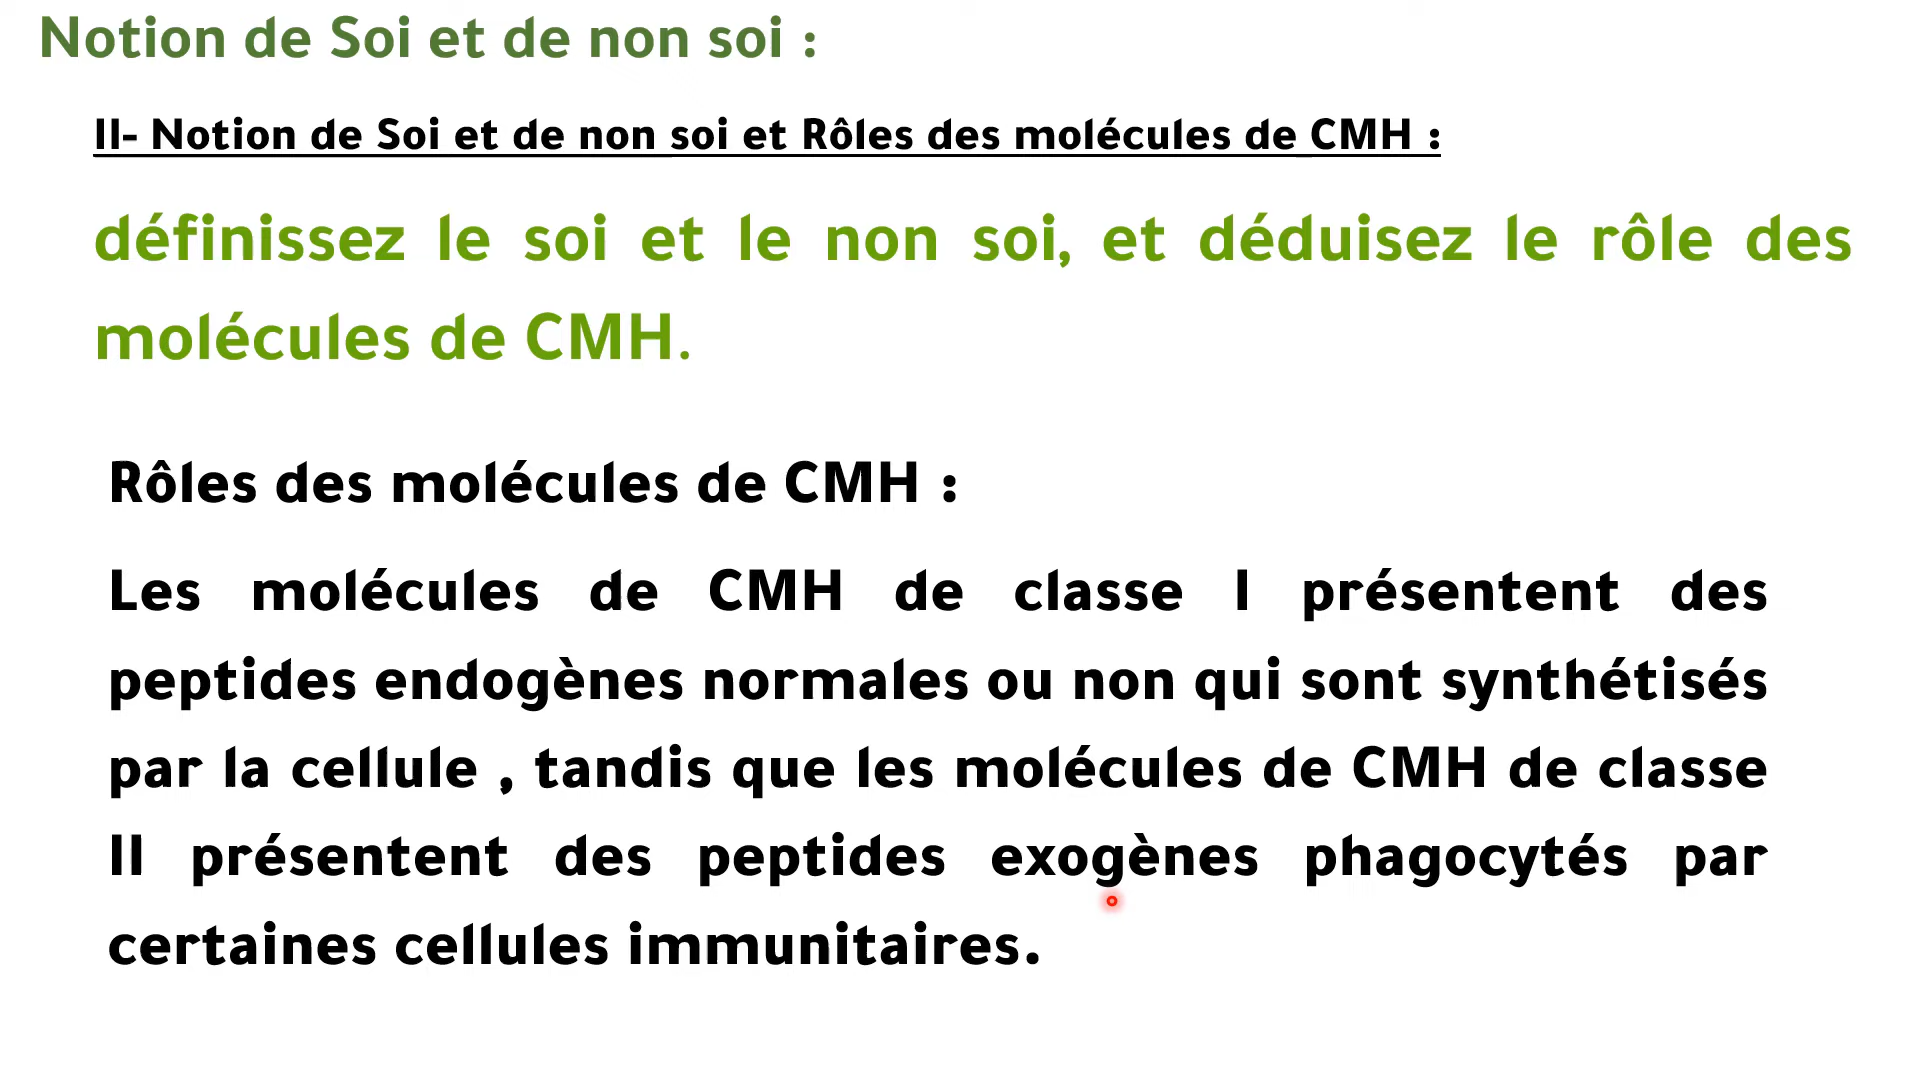 Notion de Soi et de non soi :
II- Notion de Soi et de non soi et Rôles des molécules de CMH :
définissez le soi et le non soi, et déduisez le rôle des
molécules de CMH.
Rôles des molécules de CMH :
Les molécules de CMH de classe I présentent des
peptides endogènes normales ou non qui sont synthétisés
par la cellule , tandis que les molécules de CMH de classe
II présentent des peptides exogènes phagocytés par
certaines cellules immunitaires.